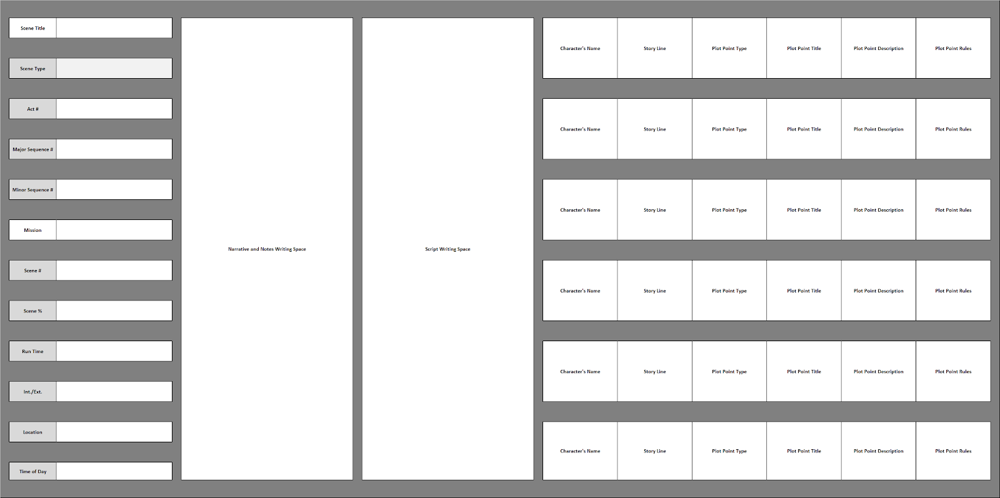 Scene Title
Scene Type
Act #
Major Sequence #
Minor Sequence #
Mission
Scene #
Scene %
Run Time
Int./Ext.
Location
Time of Day
Narrative and Notes Writing Space
Script Writing Space
Character's Name Story Line Plot Point Type Plot Point Title Plot Point Description Plot Point Rules
Character's Name Story Line Plot Point Type Plot Point Title Plot Point Description Plot Point Rules
Character's Name Story Line Plot Point Type Plot Point Title Plot Point Description Plot Point Rules
Character's Name Story Line Plot Point Type Plot Point Title Plot Point Description Plot Point Rules
Character's Name Story Line Plot Point Type Plot Point Title Plot Point Description Plot Point Rules
Character's Name Story Line Plot Point Type Plot Point Title Plot Point Description Plot Point Rules